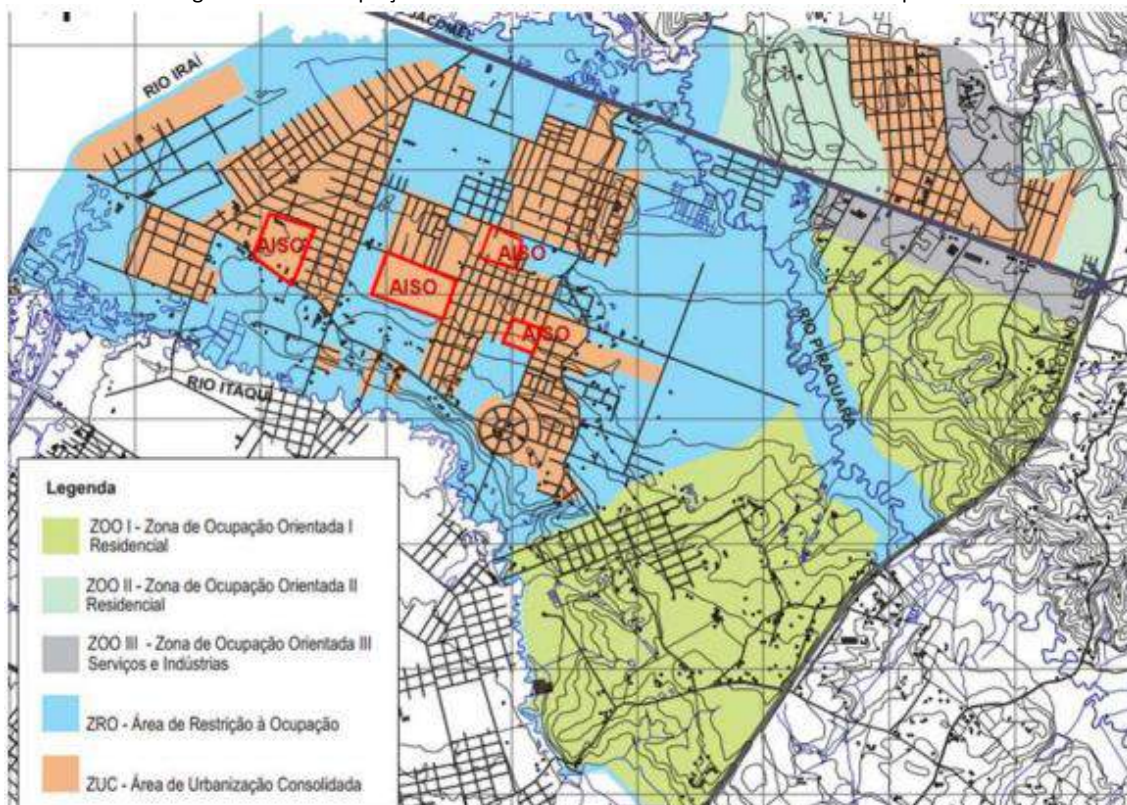 JACOMEL
RIO IRAÍ
AISO
AISO
AISO
AISO
RIO PIRAQUARA
RIO ITAQUI
LESTE
Legenda
ZOO I - Zona de Ocupação Orientada I
Residencial
ZOO II - Zona de Ocupação Orientada II
Residencial
ZOO III - Zona de Ocupação Orientada III
Serviços e Indústrias
ZRO - Área de Restrição à Ocupação
ZUC - Área de Urbanização Consolidada